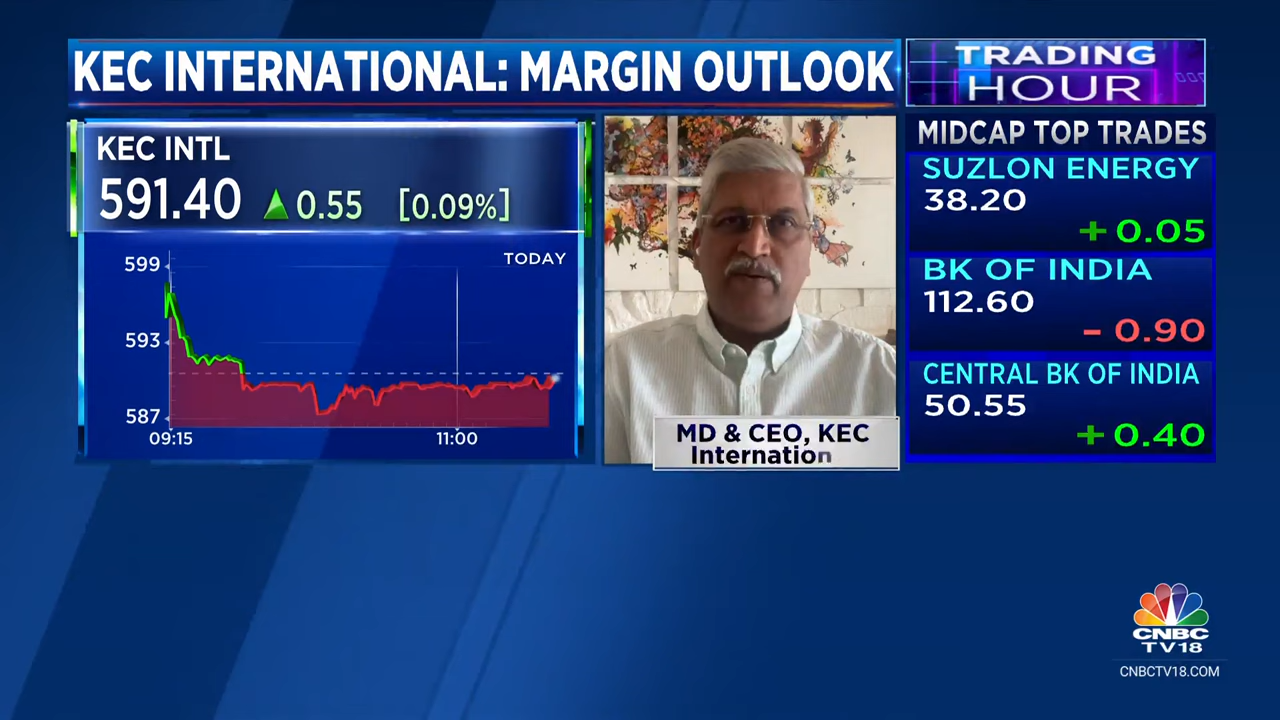 KEC INTERNATIONAL: MARGIN OUTLOOK
TRADING
HOUR
KEC INTL
591.40 ▲ 0.55 [0.09%]
TODAY
599
593
587
09:15 11:00
MD & CEO, KEC
Internation
MIDCAP TOP TRADES
SUZLON ENERGY
38.20
+ 0.05
BK OF INDIA
112.60
- 0.90
CENTRAL BK OF INDIA
50.55
+ 0.40
CNBC
TV18
CNBCTV18.COM